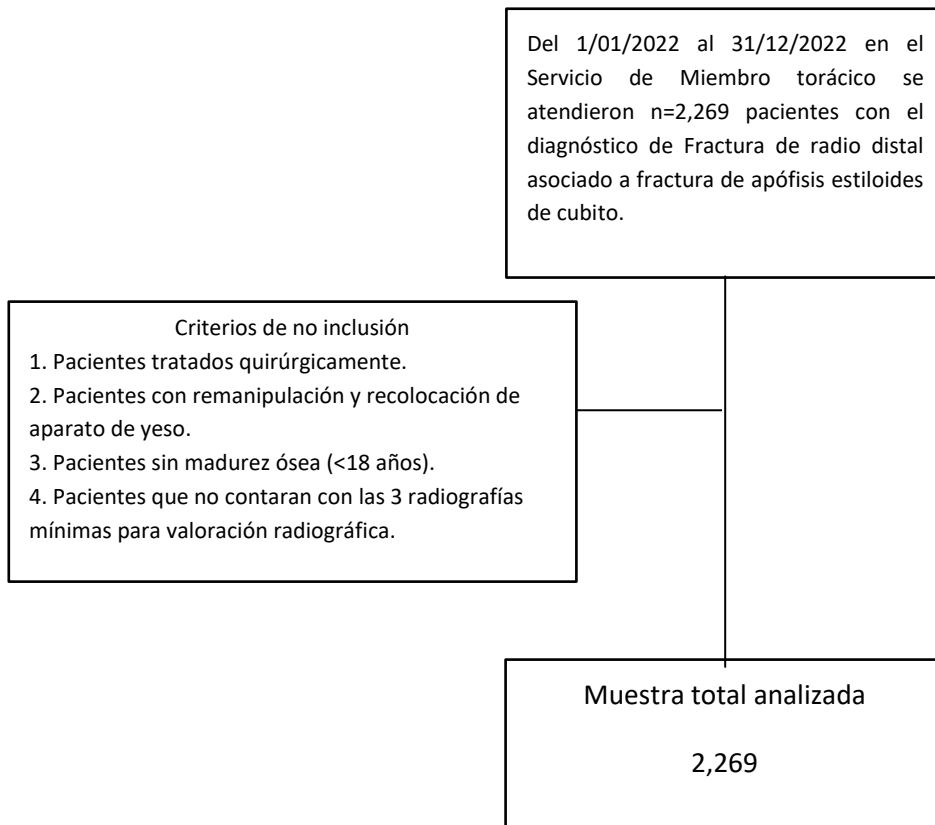 Del 1/01/2022 al 31/12/2022 en el
Servicio de Miembro torácico se
atendieron n=2,269 pacientes con el
diagnóstico de Fractura de radio distal
asociado a fractura de apófisis estiloides
de cubito.
Criterios de no inclusión
1. Pacientes tratados quirúrgicamente.
2. Pacientes con remanipulación y recolocación de
aparato de yeso.
3. Pacientes sin madurez ósea (<18 años).
4. Pacientes que no contaran con las 3 radiografías
mínimas para valoración radiográfica.
Muestra total analizada
2,269